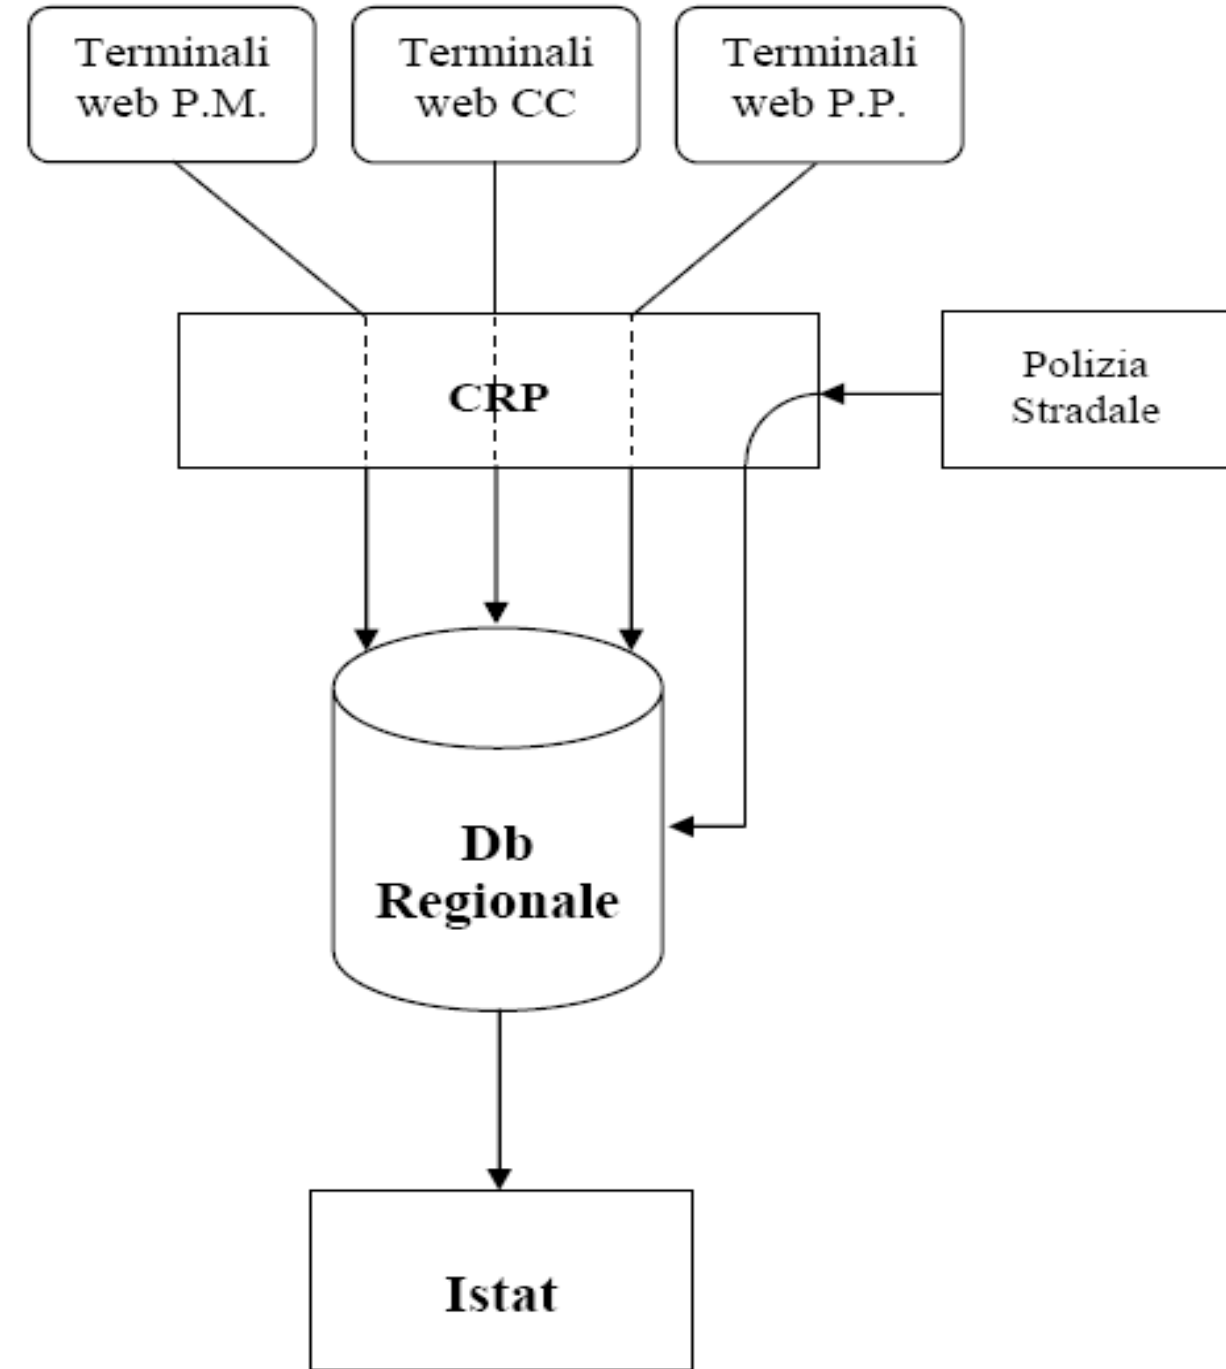 Terminali
web P.M.
Terminali
web CC
Terminali
web P.P.
CRP
Polizia
Stradale
Db
Regionale
Istat